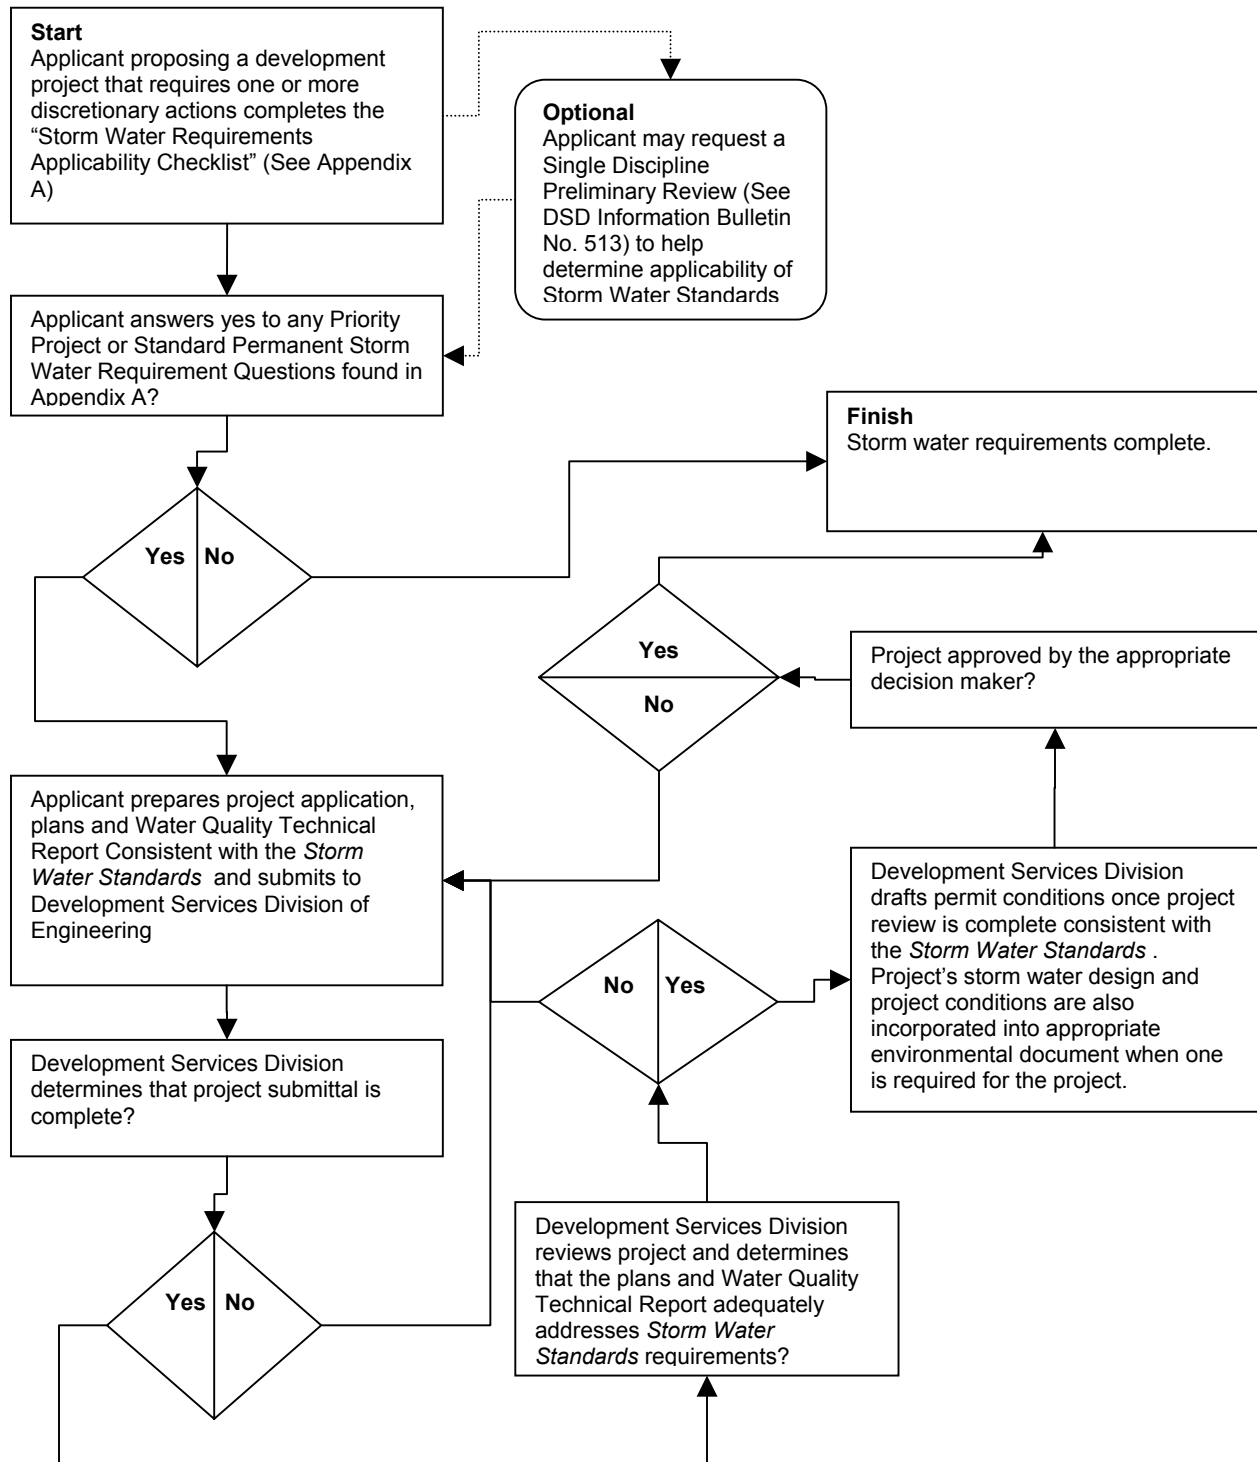 Start
Applicant proposing a development
project that requires one or more
discretionary actions completes the
“Storm Water Requirements
Applicability Checklist” (See Appendix
A)
Optional
Applicant may request a
Single Discipline
Preliminary Review (See
DSD Information Bulletin
No. 513) to help
determine applicability of
Storm Water Standards
Applicant answers yes to any Priority
Project or Standard Permanent Storm
Water Requirement Questions found in
Appendix A?
Finish
Storm water requirements complete.
Yes No
Yes
No
Project approved by the appropriate
decision maker?
Applicant prepares project application,
plans and Water Quality Technical
Report Consistent with the Storm
Water Standards and submits to
Development Services Division of
Engineering
Development Services Division
drafts permit conditions once project
review is complete consistent with
the Storm Water Standards .
Project’s storm water design and
project conditions are also
incorporated into appropriate
environmental document when one
is required for the project.
No Yes
Development Services Division
determines that project submittal is
complete?
Development Services Division
reviews project and determines
that the plans and Water Quality
Technical Report adequately
addresses Storm Water
Standards requirements?
Yes No